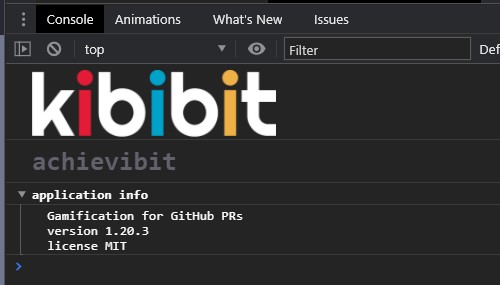 Console Animations What's New Issues
top Filter Def
kibibit
achievibit
application info
Gamification for GitHub PRs
version 1.20.3
license MIT